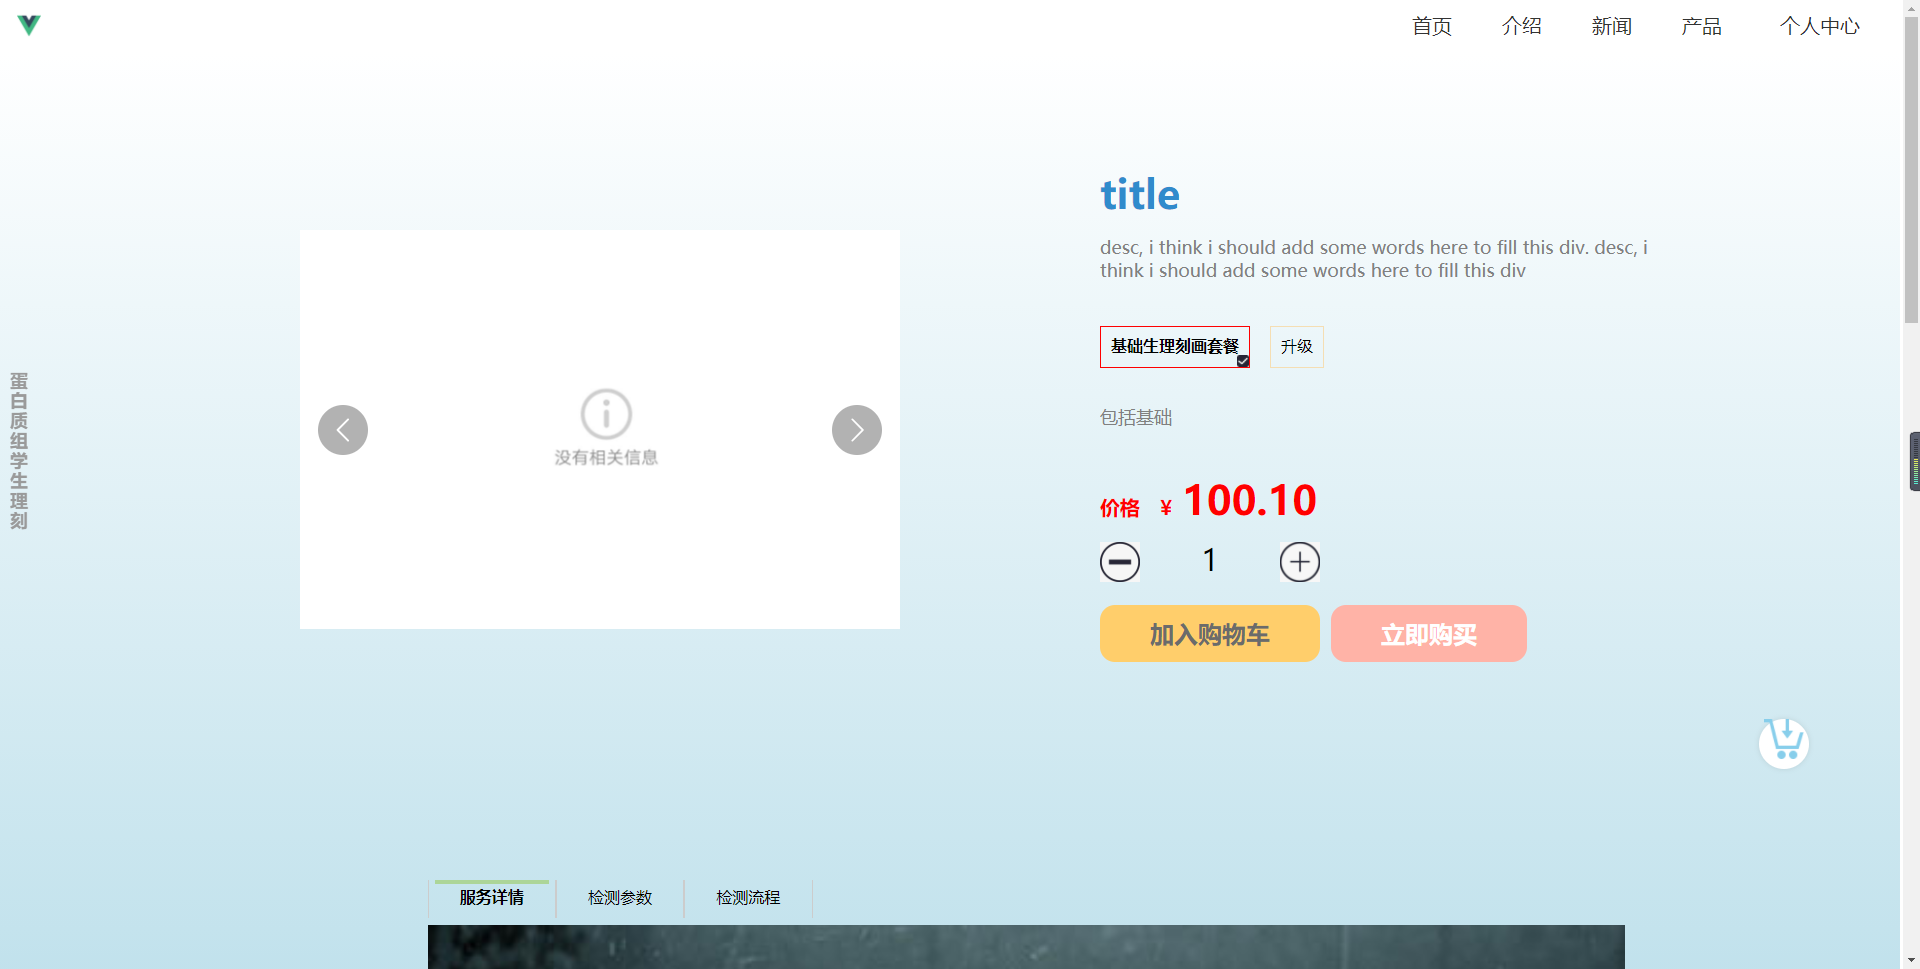 首页 介绍 新闻 产品 个人中心
title
desc, i think i should add some words here to fill this div. desc, i
think i should add some words here to fill this div
基础生理刻画套餐 升级
包括基础
没有相关信息
蛋白质组学生理刻
价格 ¥ 100.10
1
加入购物车 立即购买
服务详情 检测参数 检测流程